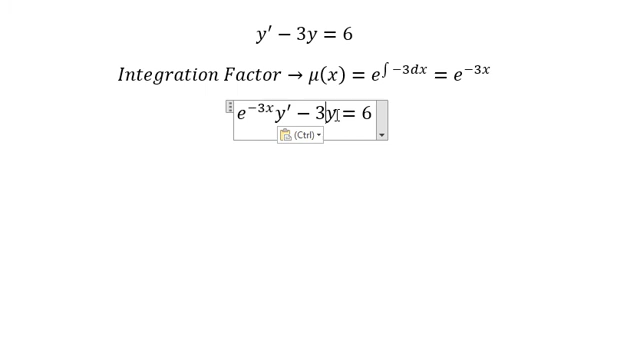 y′ − 3y = 6
Integration Factor → μ(x) = e^{∫ −3dx} = e^{−3x}
e^{−3x}y′ − 3y = 6
(Ctrl)